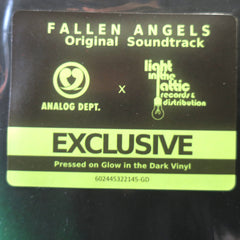 FALLEN ANGELS
Original Soundtrack
ANALOG DEPT.
x
light
in the
attic
records &
distribution
EXCLUSIVE
Pressed on Glow in the Dark Vinyl
602445322145-GD